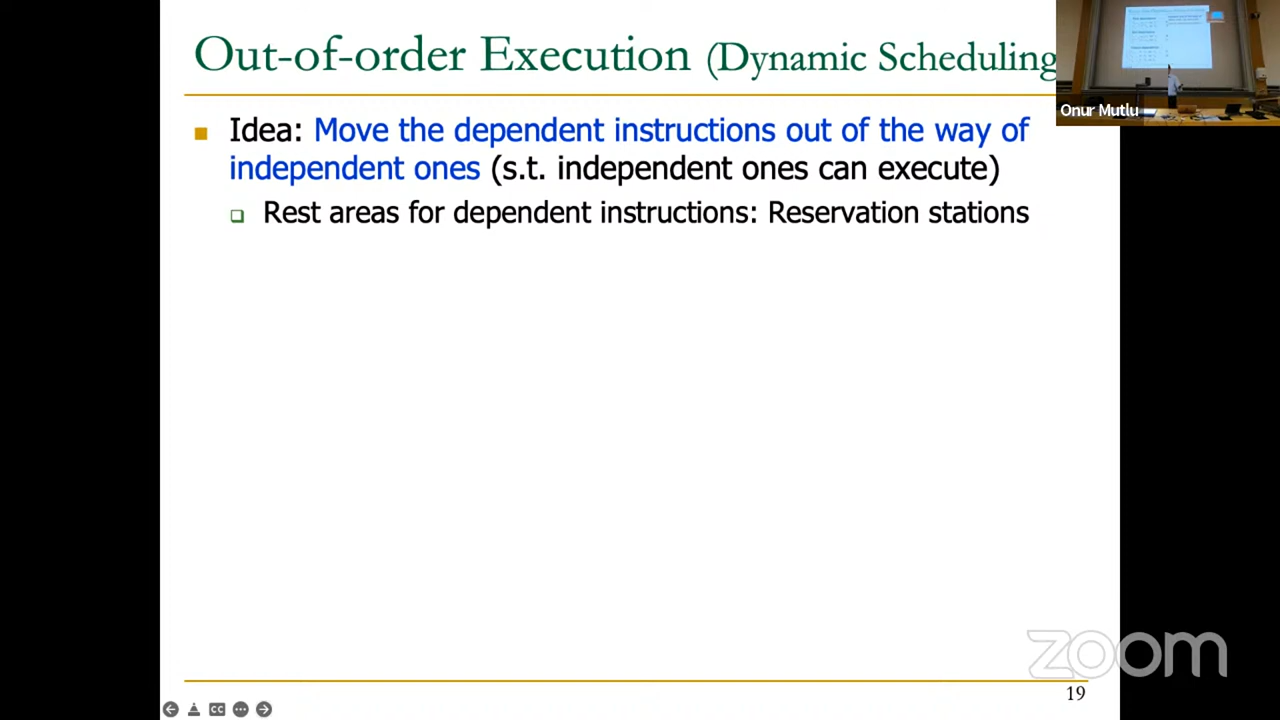 Out-of-order Execution (Dynamic Scheduling
Onur Mutlu
Idea: Move the dependent instructions out of the way of
independent ones (s.t. independent ones can execute)
Rest areas for dependent instructions: Reservation stations
zoom
19
CC